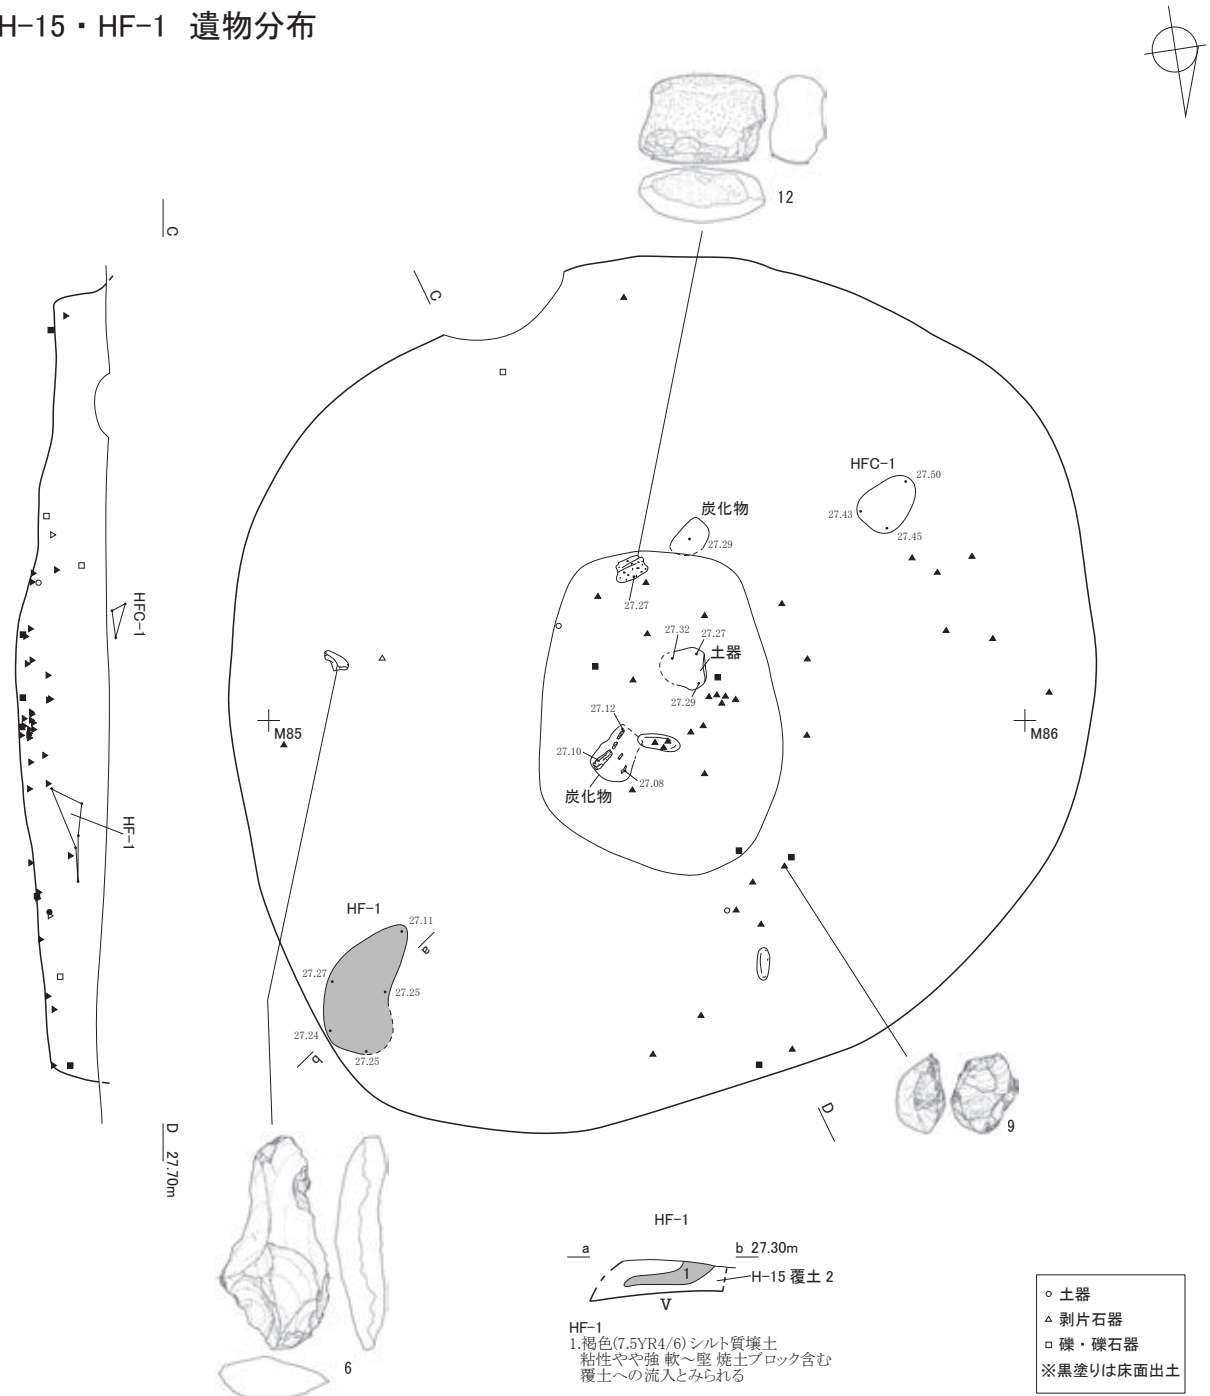 H-15・HF-1 遺物分布
12
C
C
HFC-1
27.50
27.43
27.45
炭化物
27.29
27.27
27.32
27.27
土器
27.29
27.12
27.10
27.08
炭化物
M85
M86
HFC-1
HF-1
HF-1
27.11
a
27.27
27.25
27.24
27.25
b
D
D 27.70m
9
6
HF-1
a
b 27.30m
1
H-15 覆土 2
V
HF-1
1.褐色(7.5YR4/6)シルト質壌土
粘性やや強 軟～堅 焼土ブロック含む
覆土への流入とみられる
○ 土器
△ 剥片石器
□ 礫・礫石器
※黒塗りは床面出土